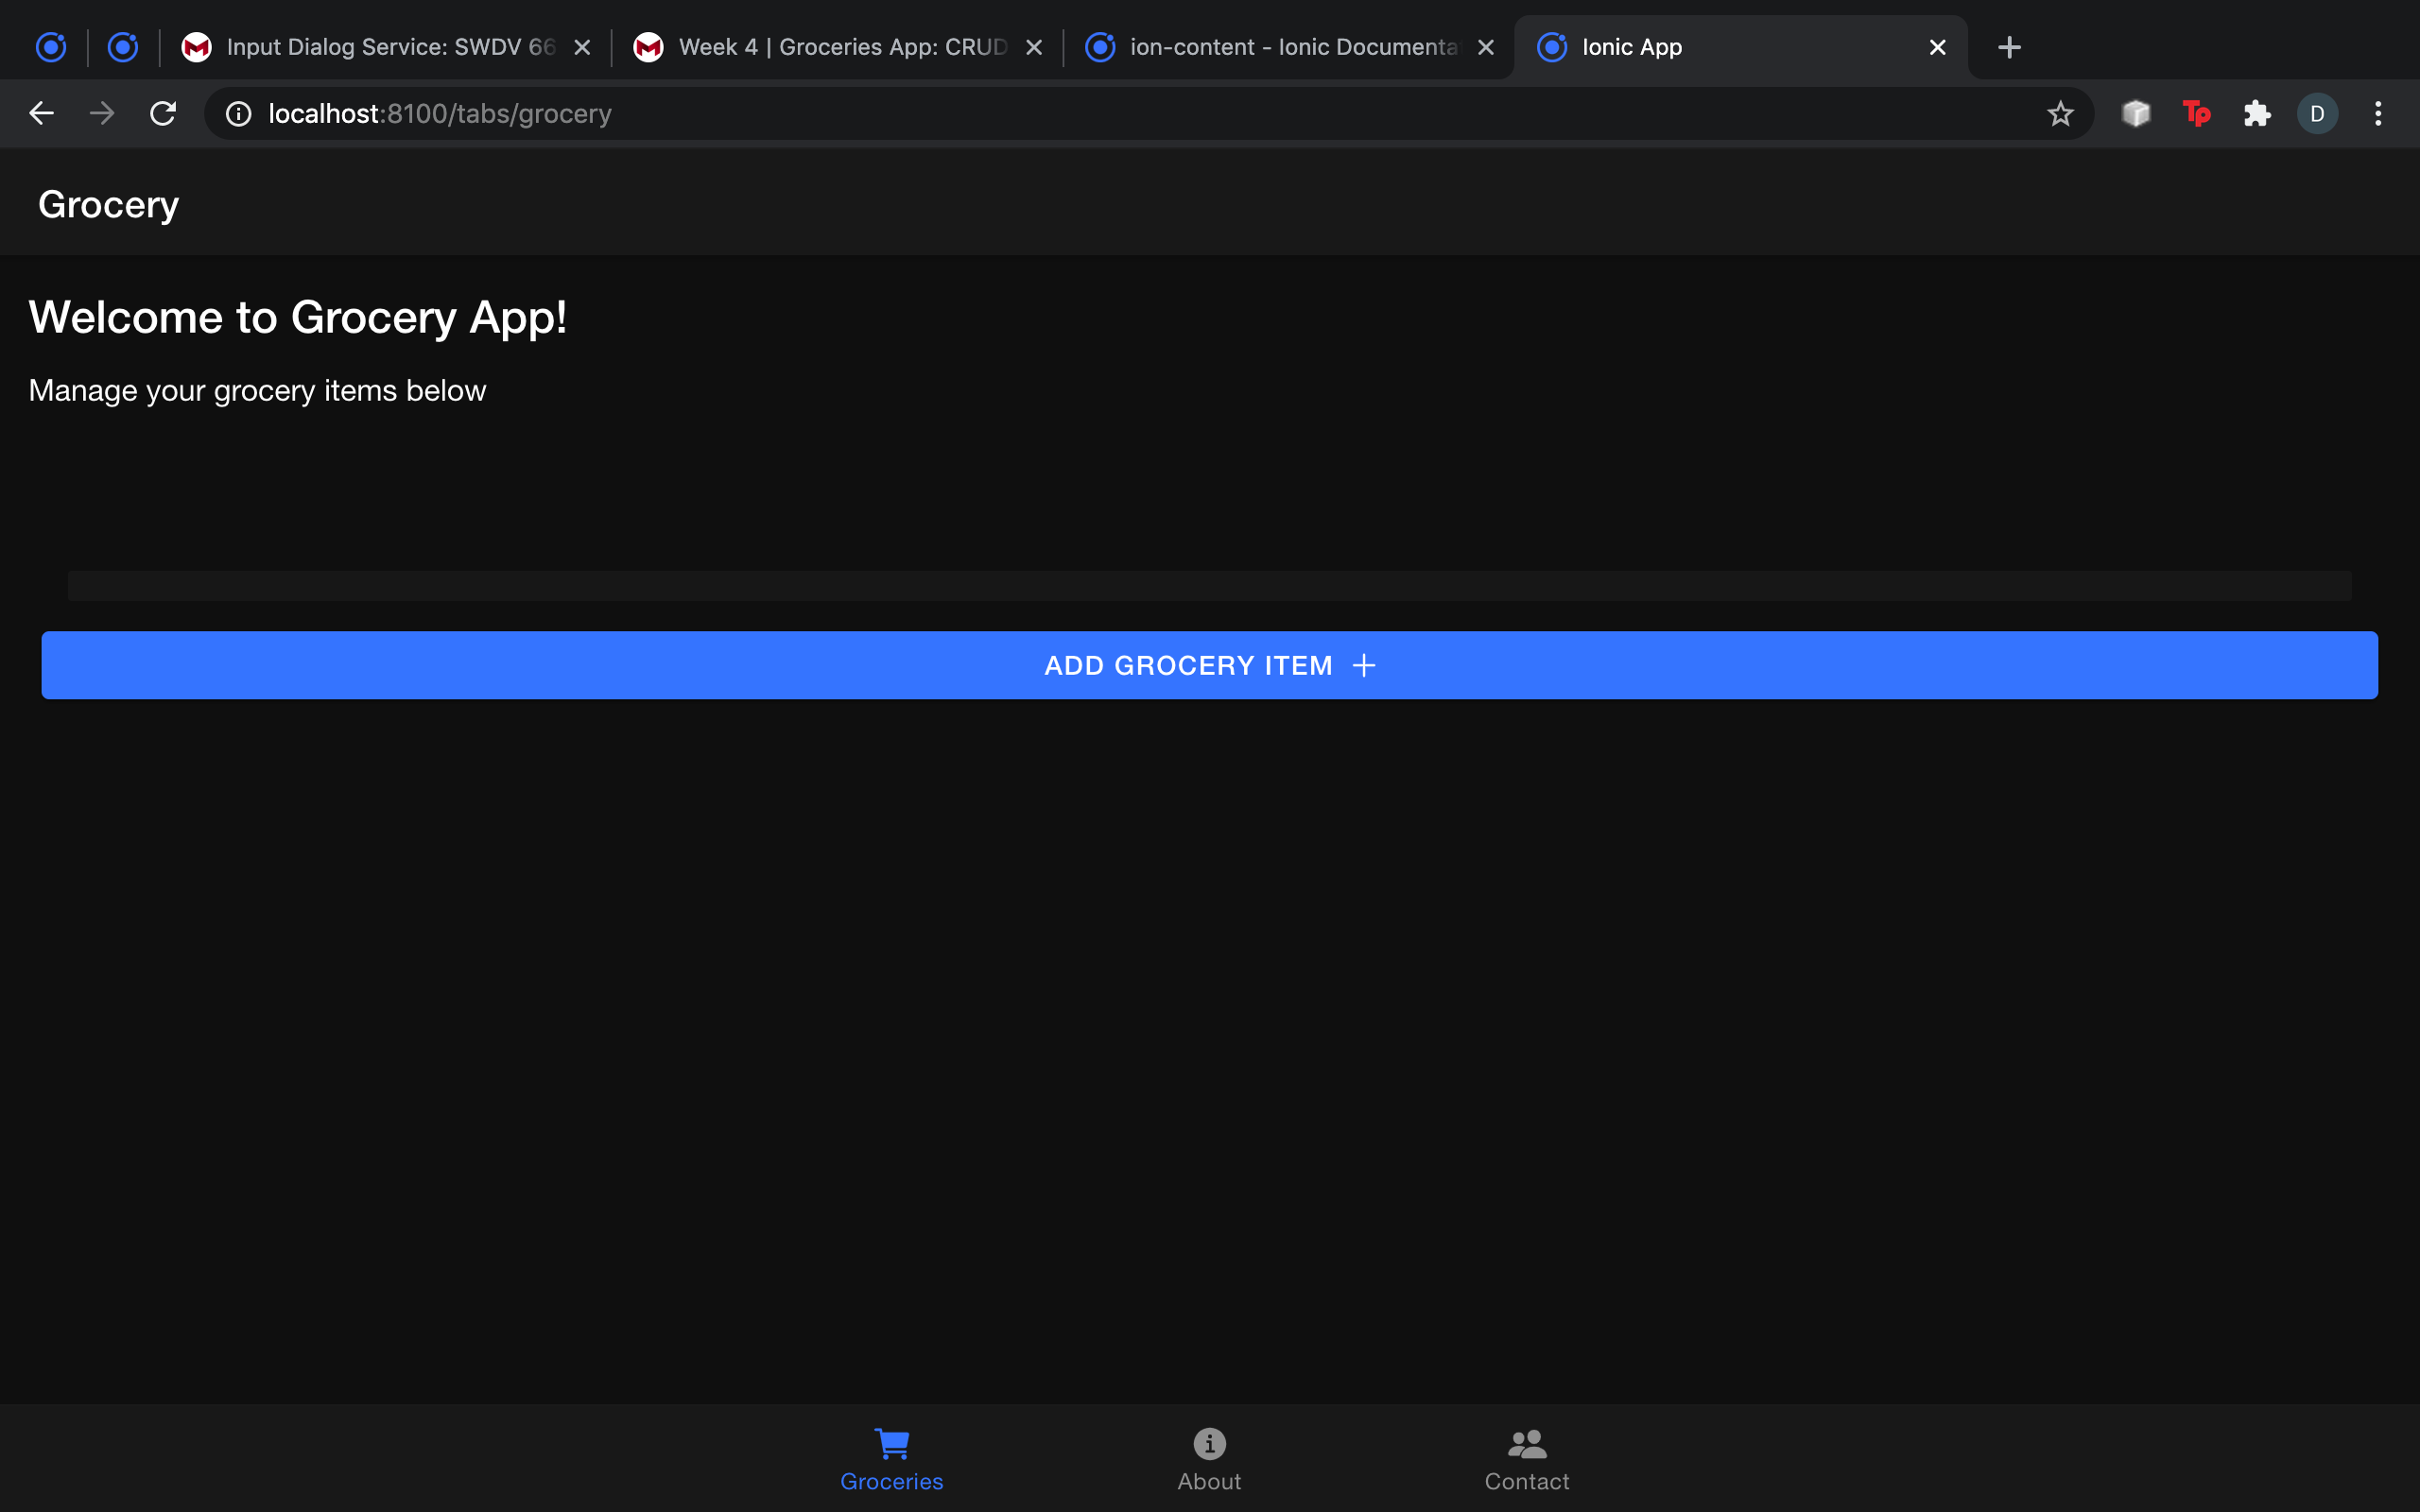 Input Dialog Service: SWDV 66
Week 4 | Groceries App: CRUD
ion-content - Ionic Documenta
Ionic App
localhost:8100/tabs/grocery
Tp
D
Grocery
Welcome to Grocery App!
Manage your grocery items below
ADD GROCERY ITEM
Groceries
About
Contact